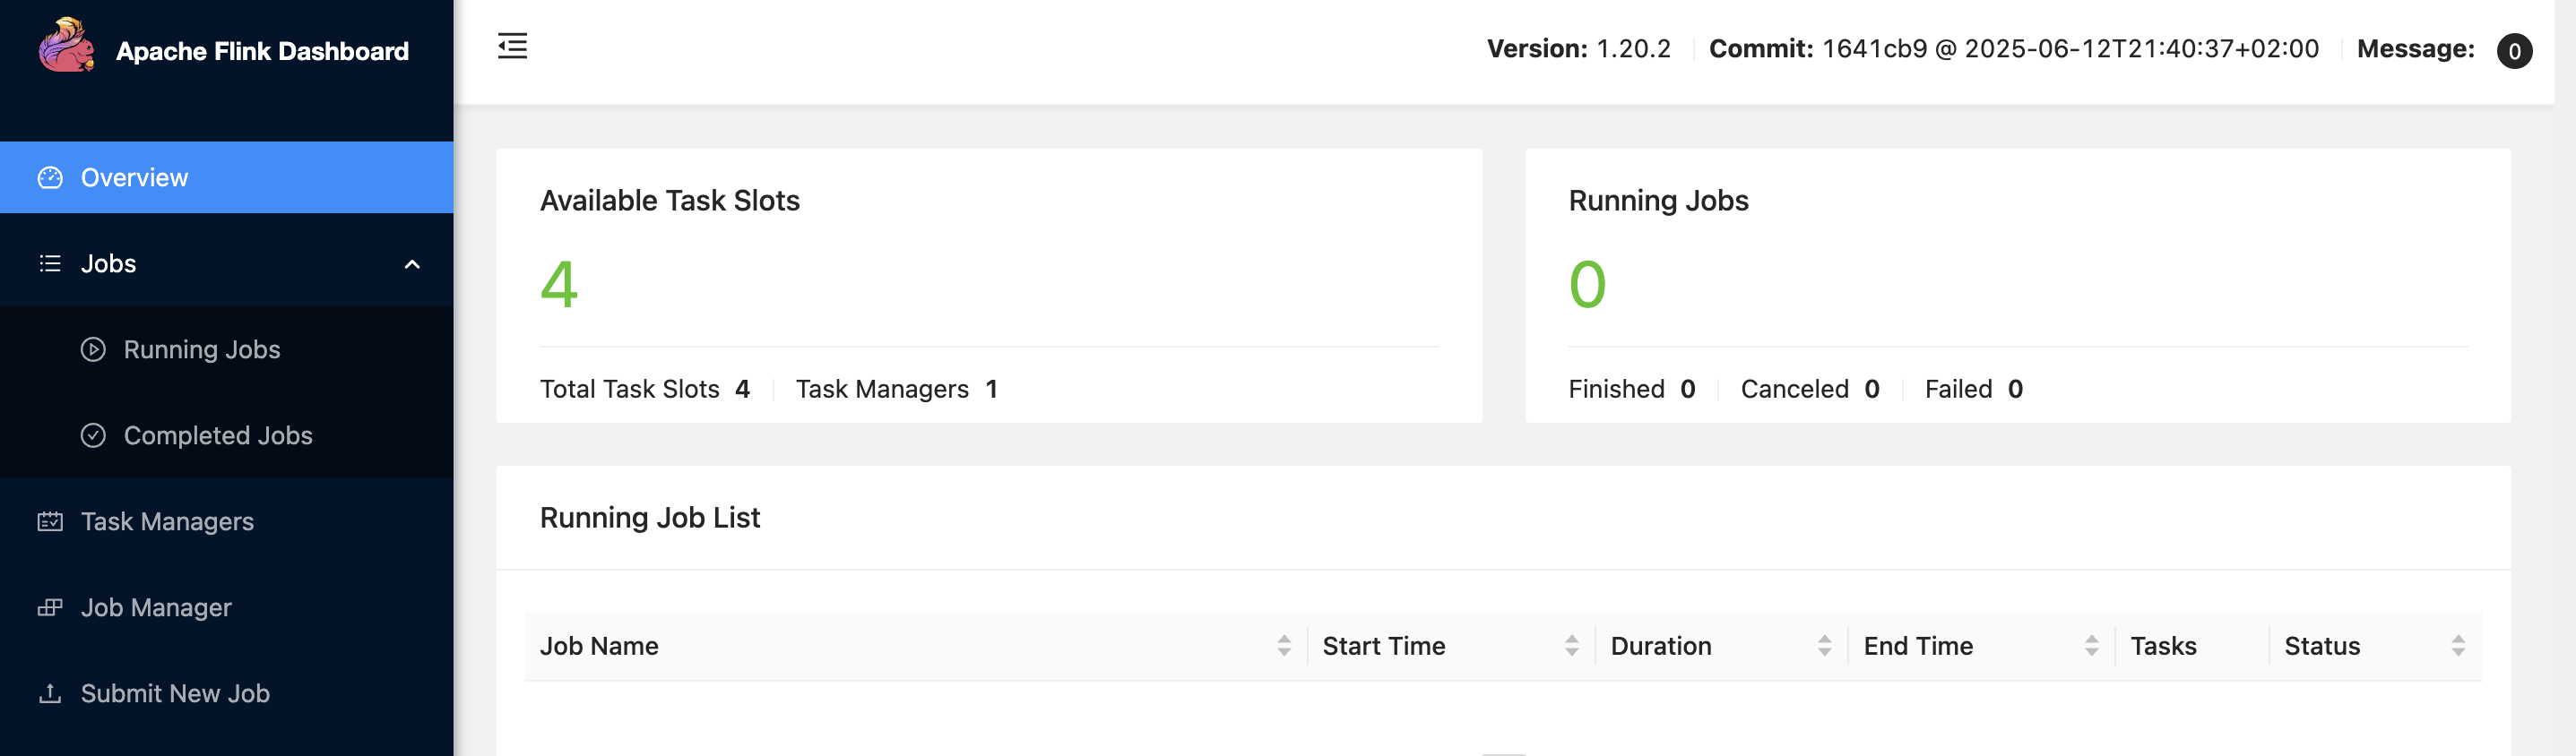 Apache Flink Dashboard
Version: 1.20.2 Commit: 1641cb9 @ 2025-06-12T21:40:37+02:00 Message: 0
Overview
Jobs
Running Jobs
Completed Jobs
Task Managers
Job Manager
Submit New Job
Available Task Slots
4
Total Task Slots 4 Task Managers 1
Running Jobs
0
Finished 0 Canceled 0 Failed 0
Running Job List
Job Name Start Time Duration End Time Tasks Status